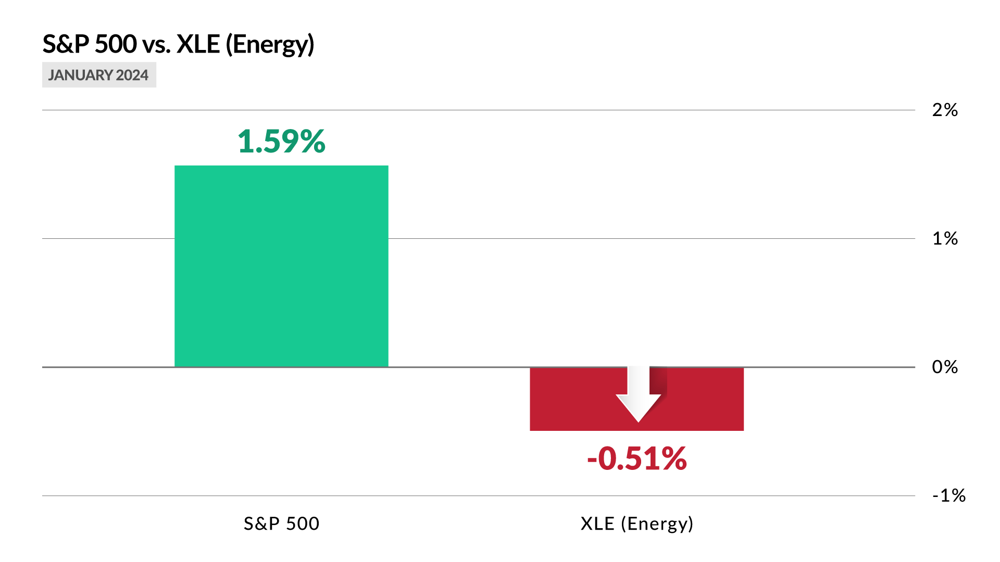 S&P 500 vs. XLE (Energy)
JANUARY 2024
2%
1.59%
1%
0%
-0.51%
-1%
S&P 500 XLE (Energy)